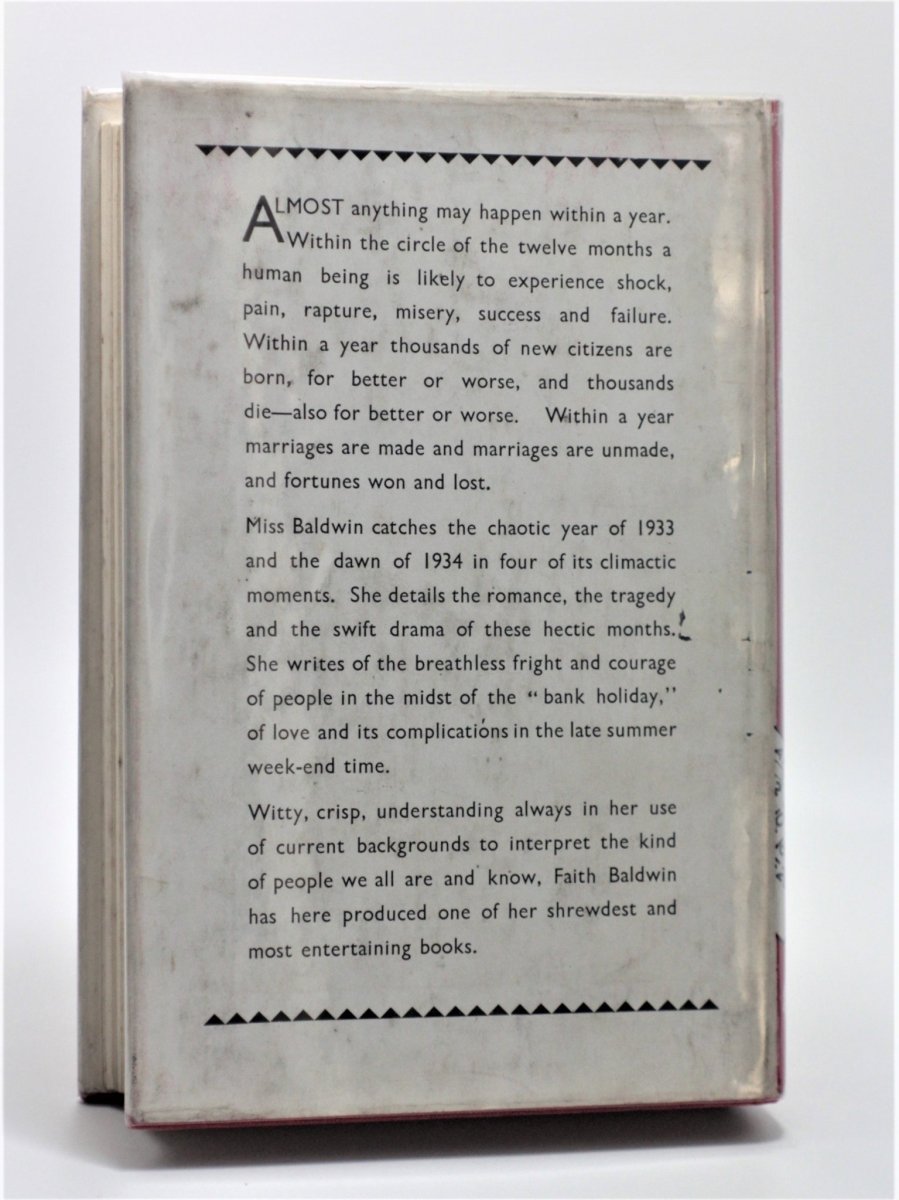 ALMOST anything may happen within a year.
Within the circle of the twelve months a
human being is likely to experience shock,
pain, rapture, misery, success and failure.
Within a year thousands of new citizens are
born, for better or worse, and thousands
die—also for better or worse. Within a year
marriages are made and marriages are unmade,
and fortunes won and lost.
Miss Baldwin catches the chaotic year of 1933
and the dawn of 1934 in four of its climactic
moments. She details the romance, the tragedy
and the swift drama of these hectic months.
She writes of the breathless fright and courage
of people in the midst of the “bank holiday,”
of love and its complications in the late summer
week-end time.
Witty, crisp, understanding always in her use
of current backgrounds to interpret the kind
of people we all are and know, Faith Baldwin
has here produced one of her shrewdest and
most entertaining books.